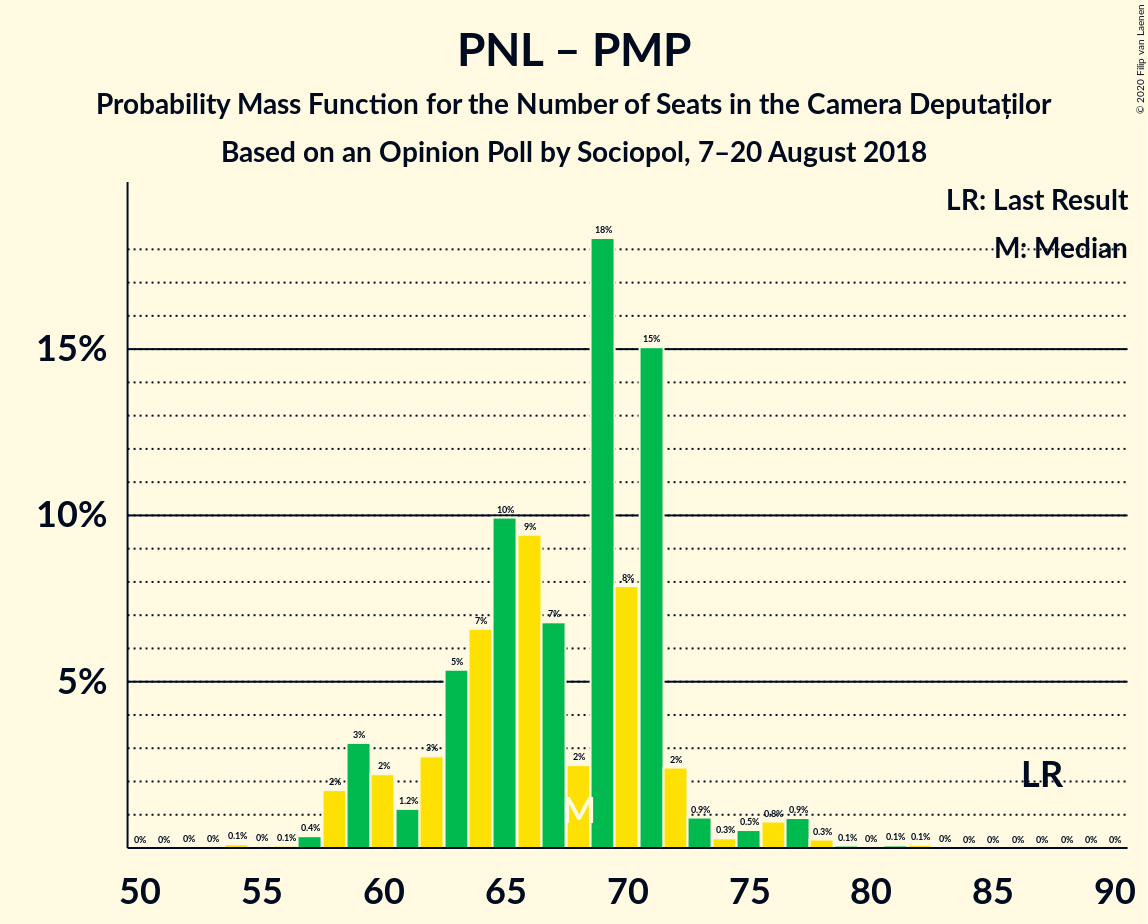 PNL – PMP
Probability Mass Function for the Number of Seats in the Camera Deputaților
Based on an Opinion Poll by Sociopol, 7–20 August 2018
© 2020 Filip van Laenen
LR: Last Result
M: Median
15%
10%
5%
0% 0% 0% 0% 0.1% 0% 0.1% 0.4% 2% 3% 2% 1.2% 3% 5% 7% 10% 9% 7% 2% 18% 8% 15% 2% 0.9% 0.3% 0.5% 0.8% 0.9% 0.3% 0.1% 0% 0.1% 0.1% 0% 0% 0% 0% 0% 0% 0% 0%
M
LR
50 55 60 65 70 75 80 85 90